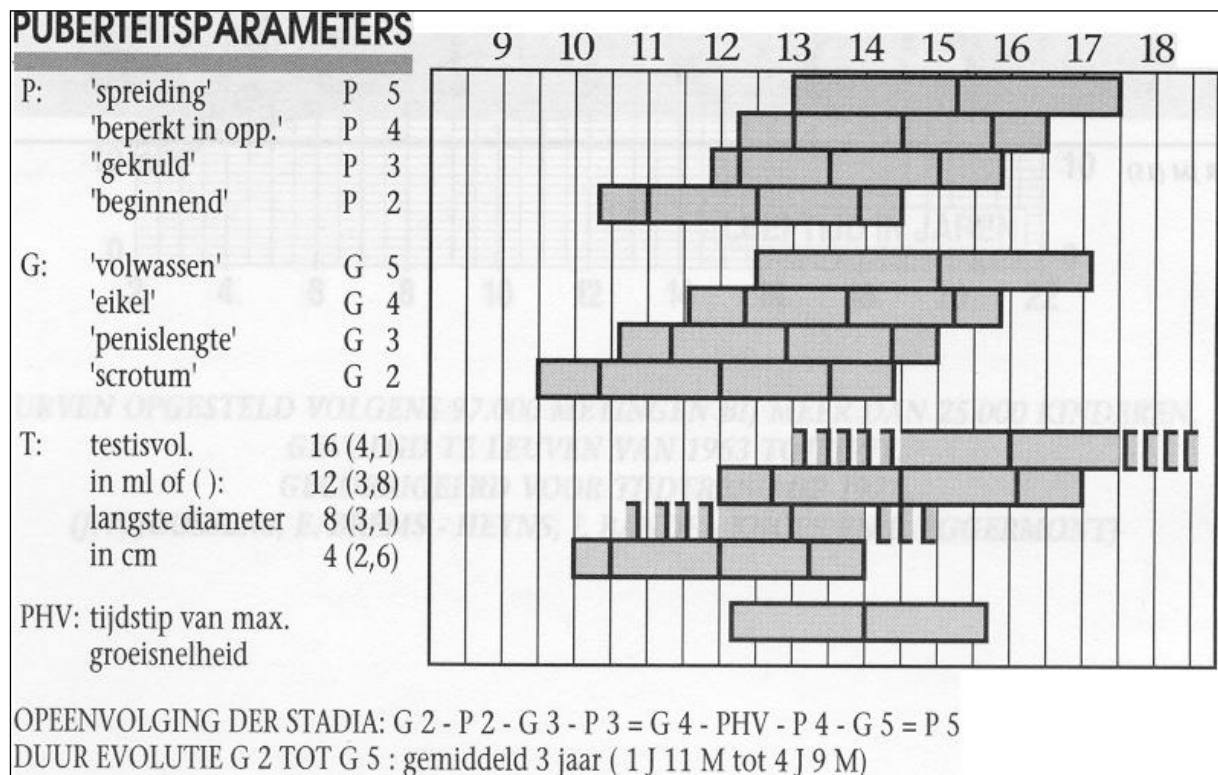 PUBERTEITSPARAMETERS
9 10 11 12 13 14 15 16 17 18
P: 'spreiding' P 5
'beperkt in opp.' P 4
"gekruld' P 3
'beginnend' P 2
G: 'volwassen' G 5
'eikel' G 4
'penislengte' G 3
'scrotum' G 2
T: testisvol. 16 (4,1)
in ml of ( ): 12 (3,8)
langste diameter 8 (3,1)
in cm 4 (2,6)
PHV: tijdstip van max.
groeisnelheid
OPEENVOLGING DER STADIA: G 2 - P 2 - G 3 - P 3 = G 4 - PHV - P 4 - G 5 = P 5
DUUR EVOLUTIE G 2 TOT G 5 : gemiddeld 3 jaar ( 1 J 11 M tot 4 J 9 M)